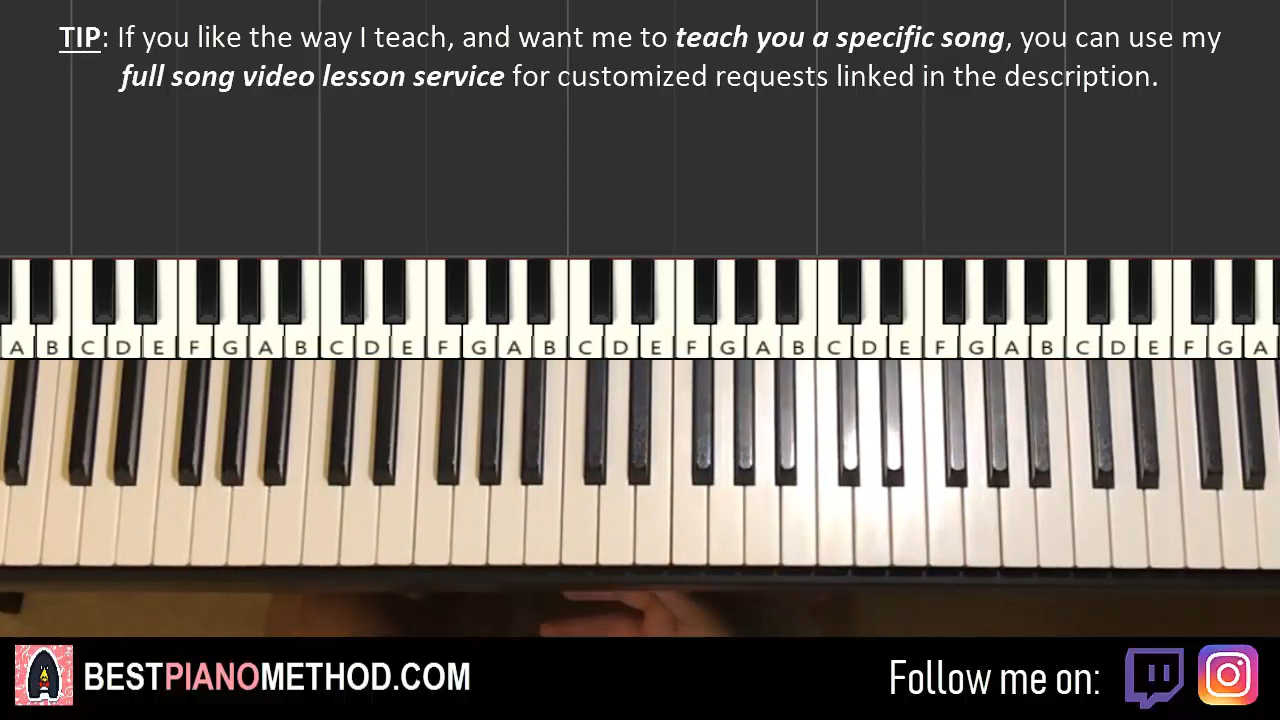 TIP: If you like the way I teach, and want me to teach you a specific song, you can use my
full song video lesson service for customized requests linked in the description.
A B C D E F G A B C D E F G A B C D E F G A B C D E F G A B C D E F G A
BESTPIANOMETHOD.COM
Follow me on: